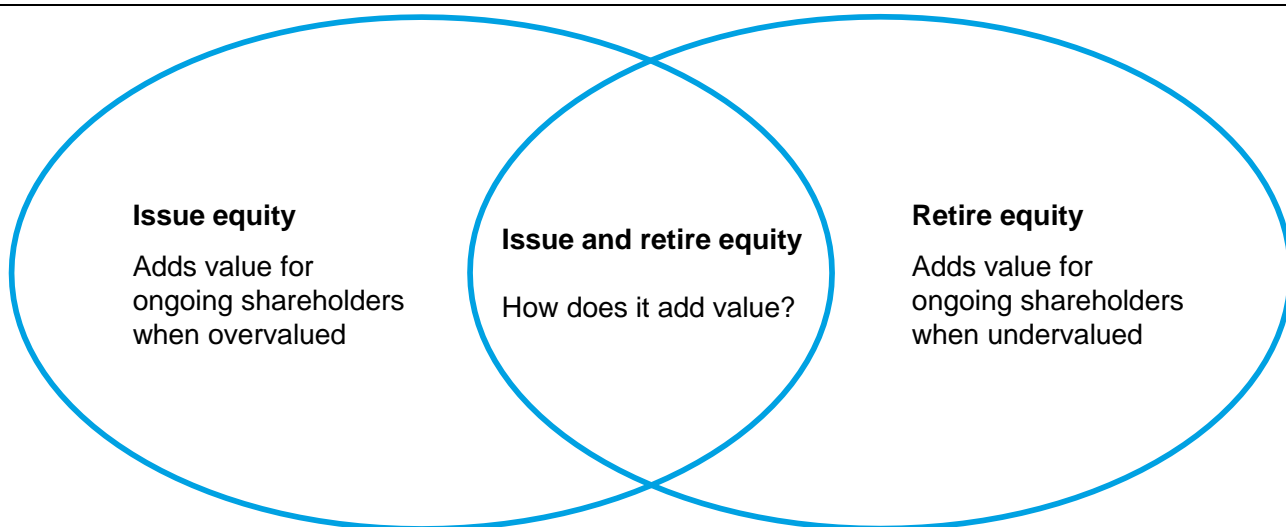 Issue equity
Adds value for
ongoing shareholders
when overvalued
Issue and retire equity
How does it add value?
Retire equity
Adds value for
ongoing shareholders
when undervalued